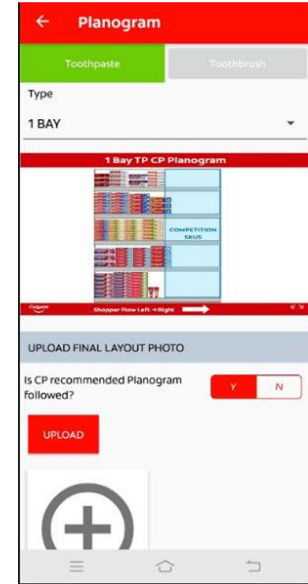 Planogram
Toothpaste
Toothbrush
Type
1 BAY
1 Bay TP CP Planogram
COMPETITION
SKUS
Colgate
Shopper Flow Left → Right
UPLOAD FINAL LAYOUT PHOTO
Is CP recommended Planogram
followed?
Y N
UPLOAD